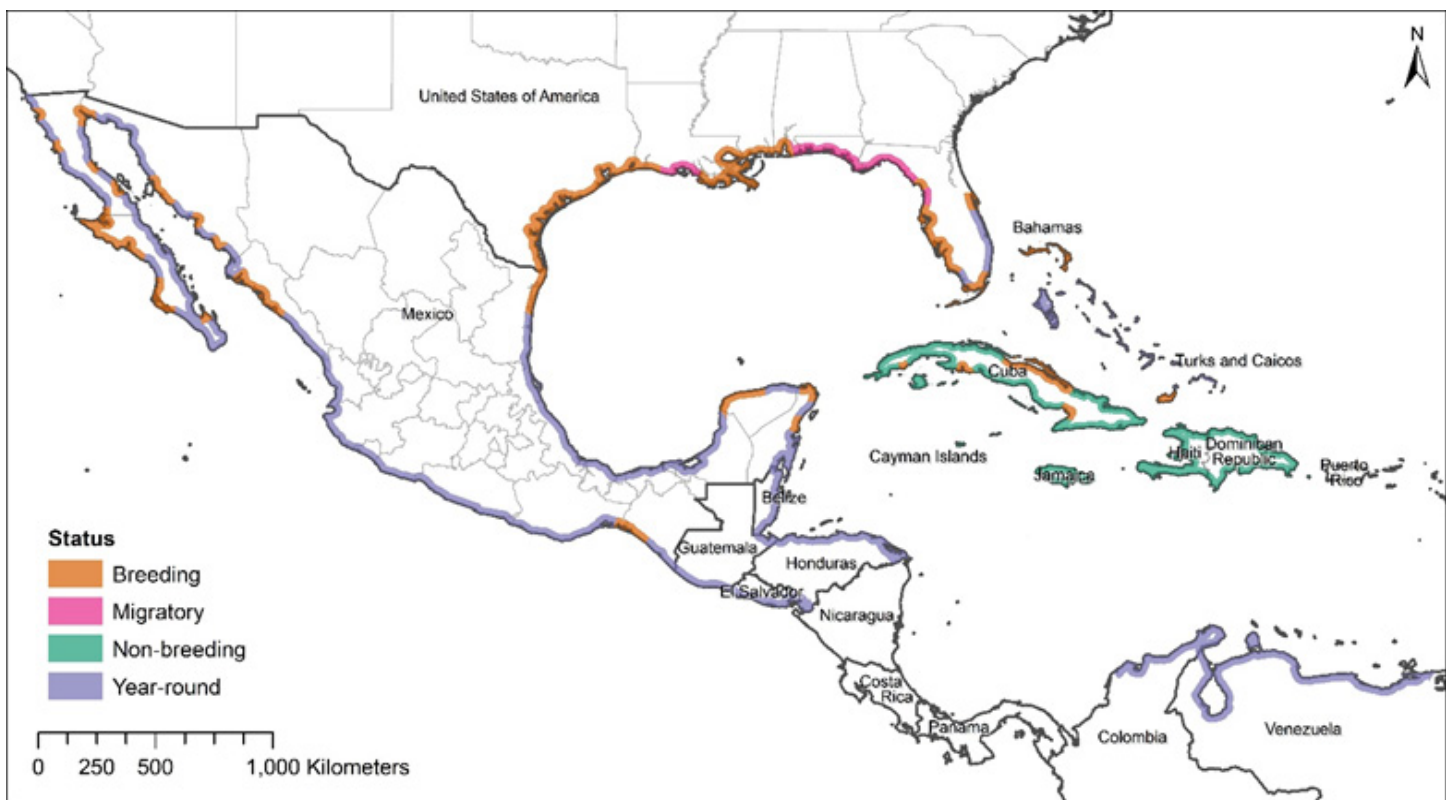 N
United States of America
Bahamas
Mexico
Turks and Caicos
Cuba
Cayman Islands
Haiti
Dominican
Republic
Jamaica
Puerto
Rico
Belize
Guatemala
Honduras
El Salvador
Nicaragua
Costa
Rica
Panama
Colombia
Venezuela
Status
Breeding
Migratory
Non-breeding
Year-round
0 250 500 1,000 Kilometers